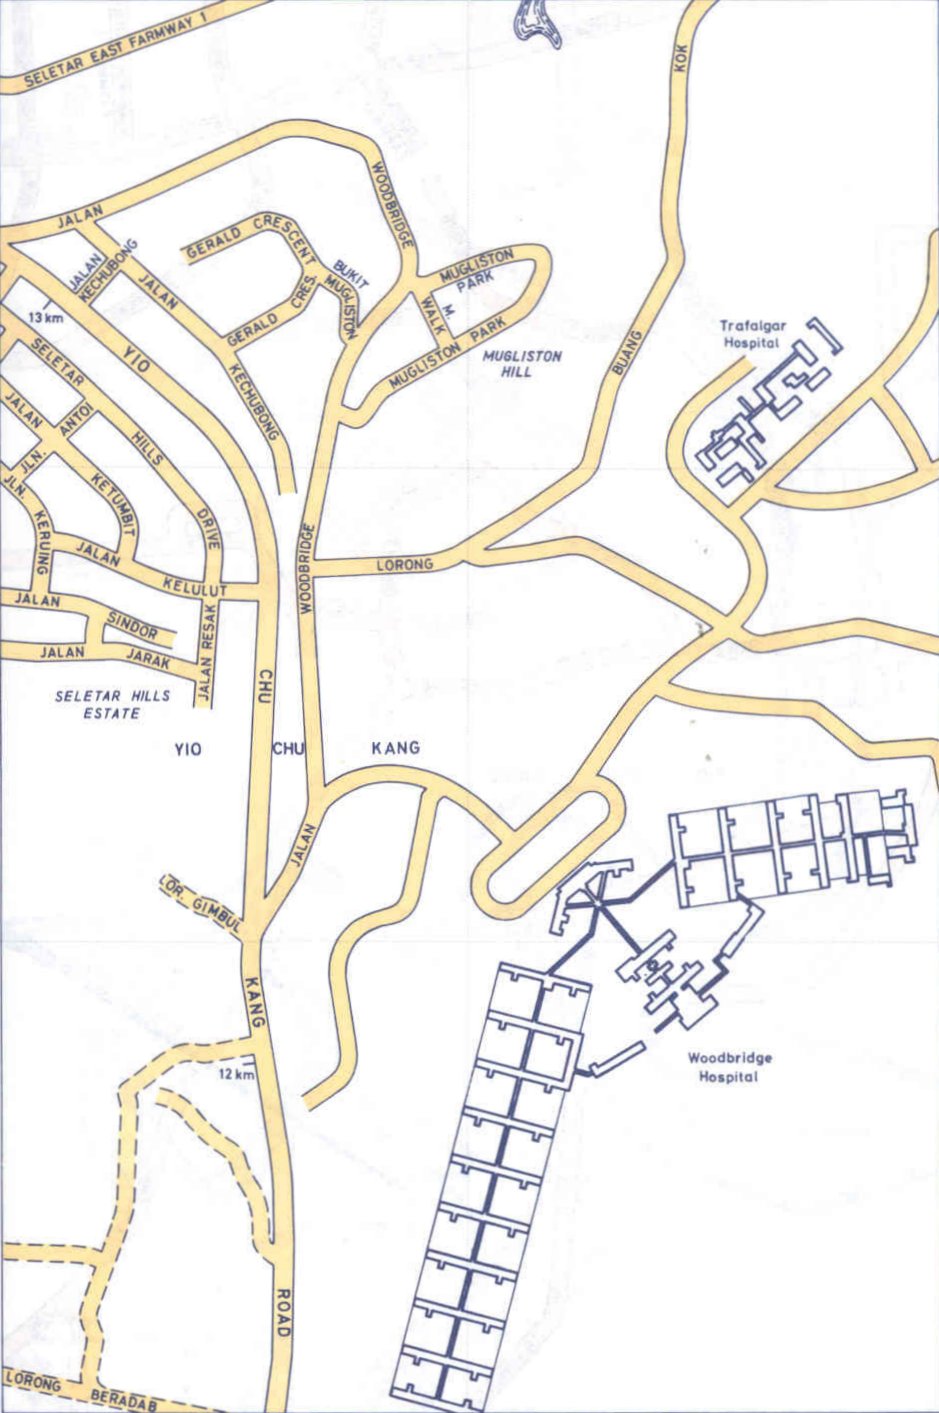 SELETAR EAST FARMWAY 1
KOK
WOODBRIDGE
JALAN
GERALD CRESCENT
JALAN
KECHUBONG
BUKIT
MUGLISTON
MUGLISTON
PARK
JALAN
GERALD CRES.
WALK
M.
13 km
YIO
MUGLISTON PARK
MUGLISTON
HILL
BUANG
Trafalgar
Hospital
SELETAR
KECHUBONG
JALAN
ANTOI
HILLS
JLN.
JLN.
KETUMBIT
KERUING
DRIVE
JALAN
KELULUT
WOODBRIDGE
LORONG
JALAN
SINDOR
JALAN
JARAK
JALAN RESAK
CHU
SELETAR HILLS
ESTATE
YIO CHU KANG
JALAN
LOR. GIMBUL
KANG
12 km
Woodbridge
Hospital
ROAD
LORONG
BERADAB